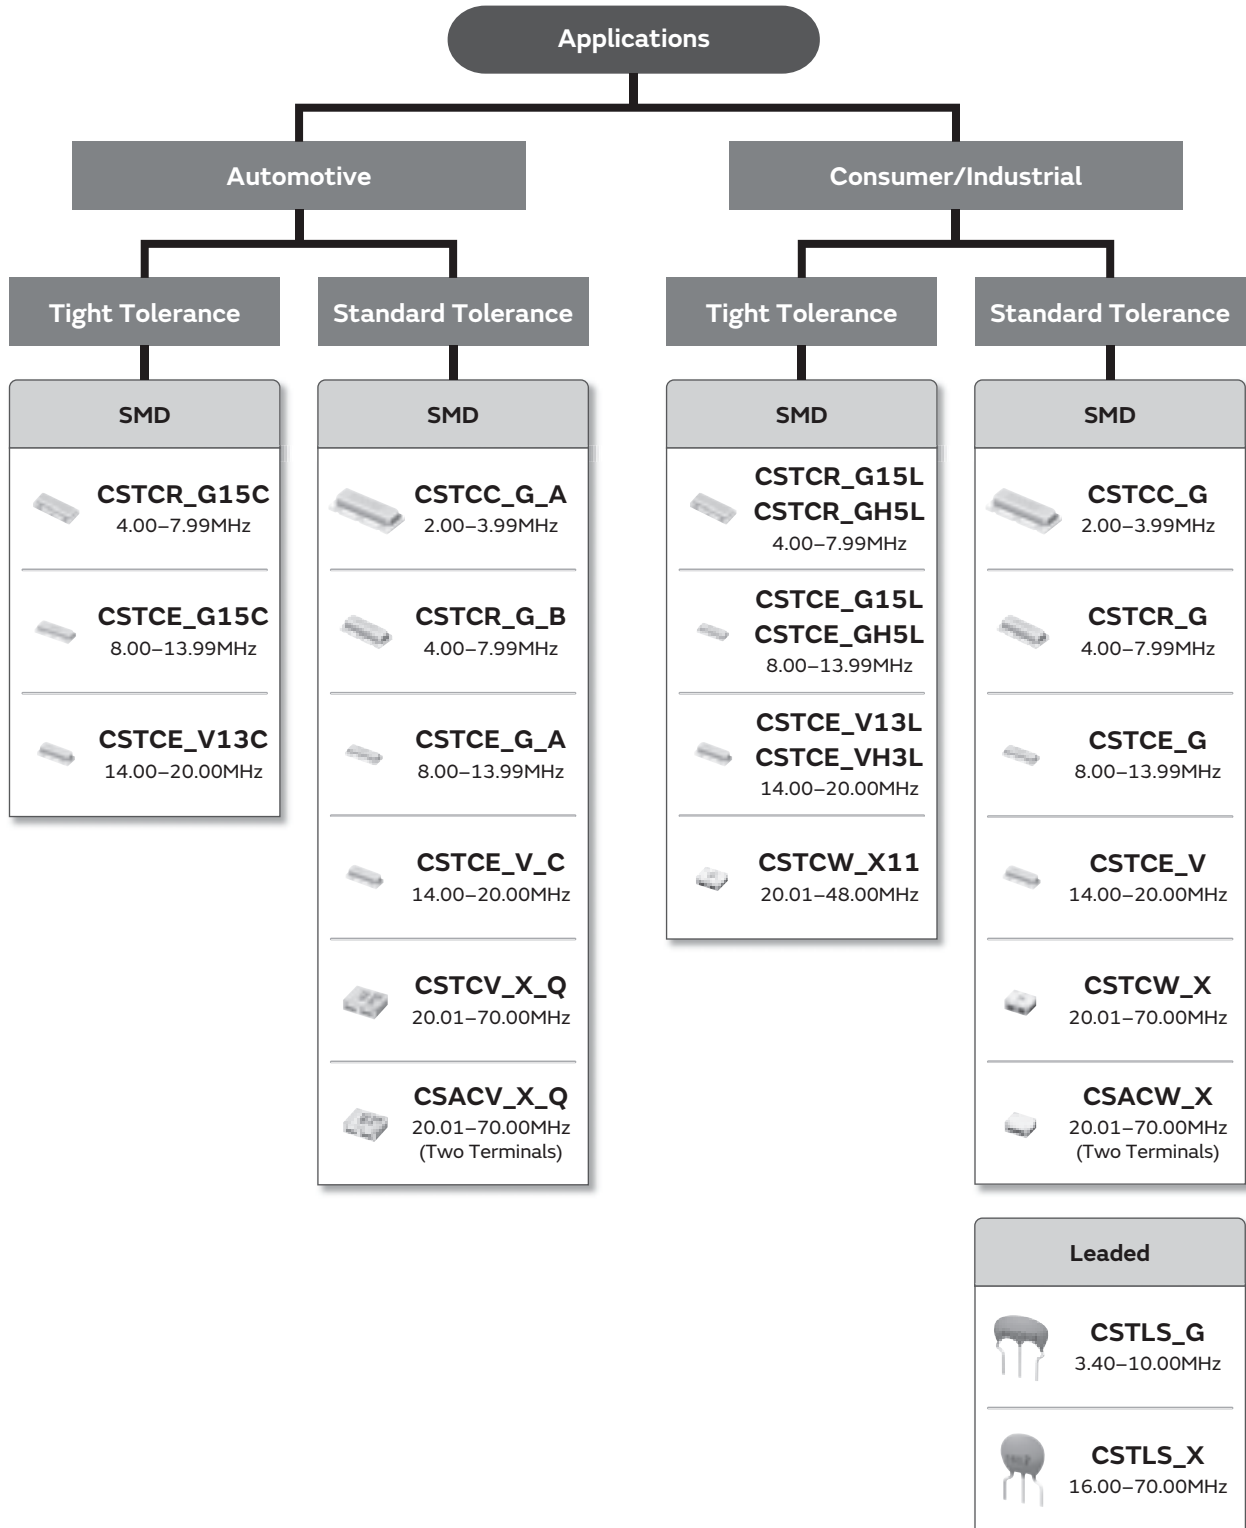 Applications
Automotive
Consumer/Industrial
Tight Tolerance
Standard Tolerance
Tight Tolerance
Standard Tolerance
SMD
CSTCR_G15C
4.00–7.99MHz
CSTCE_G15C
8.00–13.99MHz
CSTCE_V13C
14.00–20.00MHz
SMD
CSTCC_G_A
2.00–3.99MHz
CSTCR_G_B
4.00–7.99MHz
CSTCE_G_A
8.00–13.99MHz
CSTCE_V_C
14.00–20.00MHz
CSTCV_X_Q
20.01–70.00MHz
CSACV_X_Q
20.01–70.00MHz
(Two Terminals)
SMD
CSTCR_G15L
CSTCR_GH5L
4.00–7.99MHz
CSTCE_G15L
CSTCE_GH5L
8.00–13.99MHz
CSTCE_V13L
CSTCE_VH3L
14.00–20.00MHz
CSTCW_X11
20.01–48.00MHz
SMD
CSTCC_G
2.00–3.99MHz
CSTCR_G
4.00–7.99MHz
CSTCE_G
8.00–13.99MHz
CSTCE_V
14.00–20.00MHz
CSTCW_X
20.01–70.00MHz
CSACW_X
20.01–70.00MHz
(Two Terminals)
Leaded
CSTLS_G
3.40–10.00MHz
CSTLS_X
16.00–70.00MHz